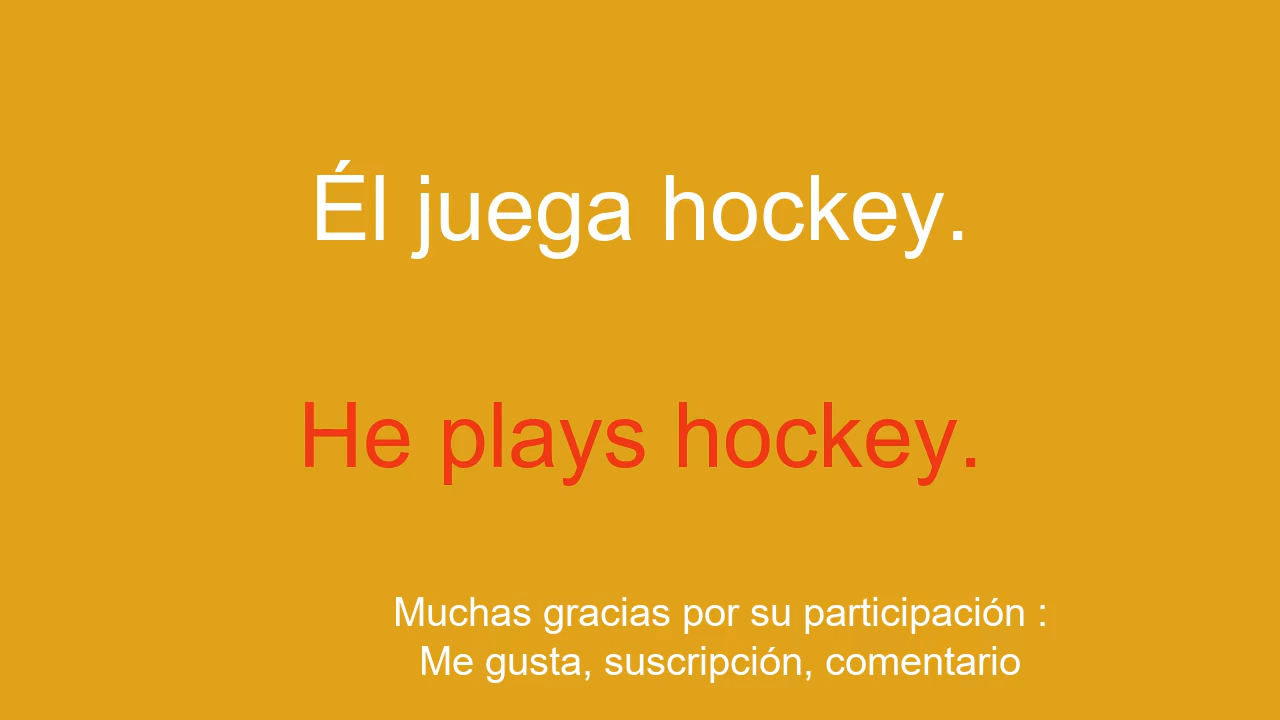 Él juega hockey.
He plays hockey.
Muchas gracias por su participación :
Me gusta, suscripción, comentario